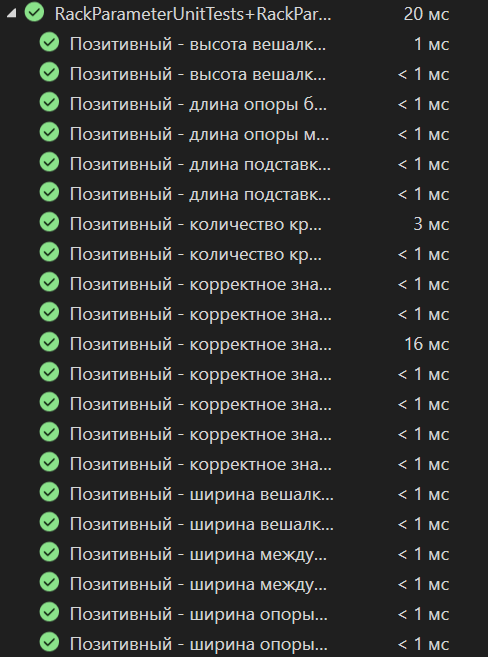 RackParameterUnitTests+RackPar... 20 мс
Позитивный - высота вешалк... 1 мс
Позитивный - высота вешалк... < 1 мс
Позитивный - длина опоры б... < 1 мс
Позитивный - длина опоры м... < 1 мс
Позитивный - длина подставк... < 1 мс
Позитивный - длина подставк... < 1 мс
Позитивный - количество кр... 3 мс
Позитивный - количество кр... < 1 мс
Позитивный - корректное зна... < 1 мс
Позитивный - корректное зна... < 1 мс
Позитивный - корректное зна... 16 мс
Позитивный - корректное зна... < 1 мс
Позитивный - корректное зна... < 1 мс
Позитивный - корректное зна... < 1 мс
Позитивный - корректное зна... < 1 мс
Позитивный - ширина вешалк... < 1 мс
Позитивный - ширина вешалк... < 1 мс
Позитивный - ширина между... < 1 мс
Позитивный - ширина между... < 1 мс
Позитивный - ширина опоры... < 1 мс
Позитивный - ширина опоры... < 1 мс